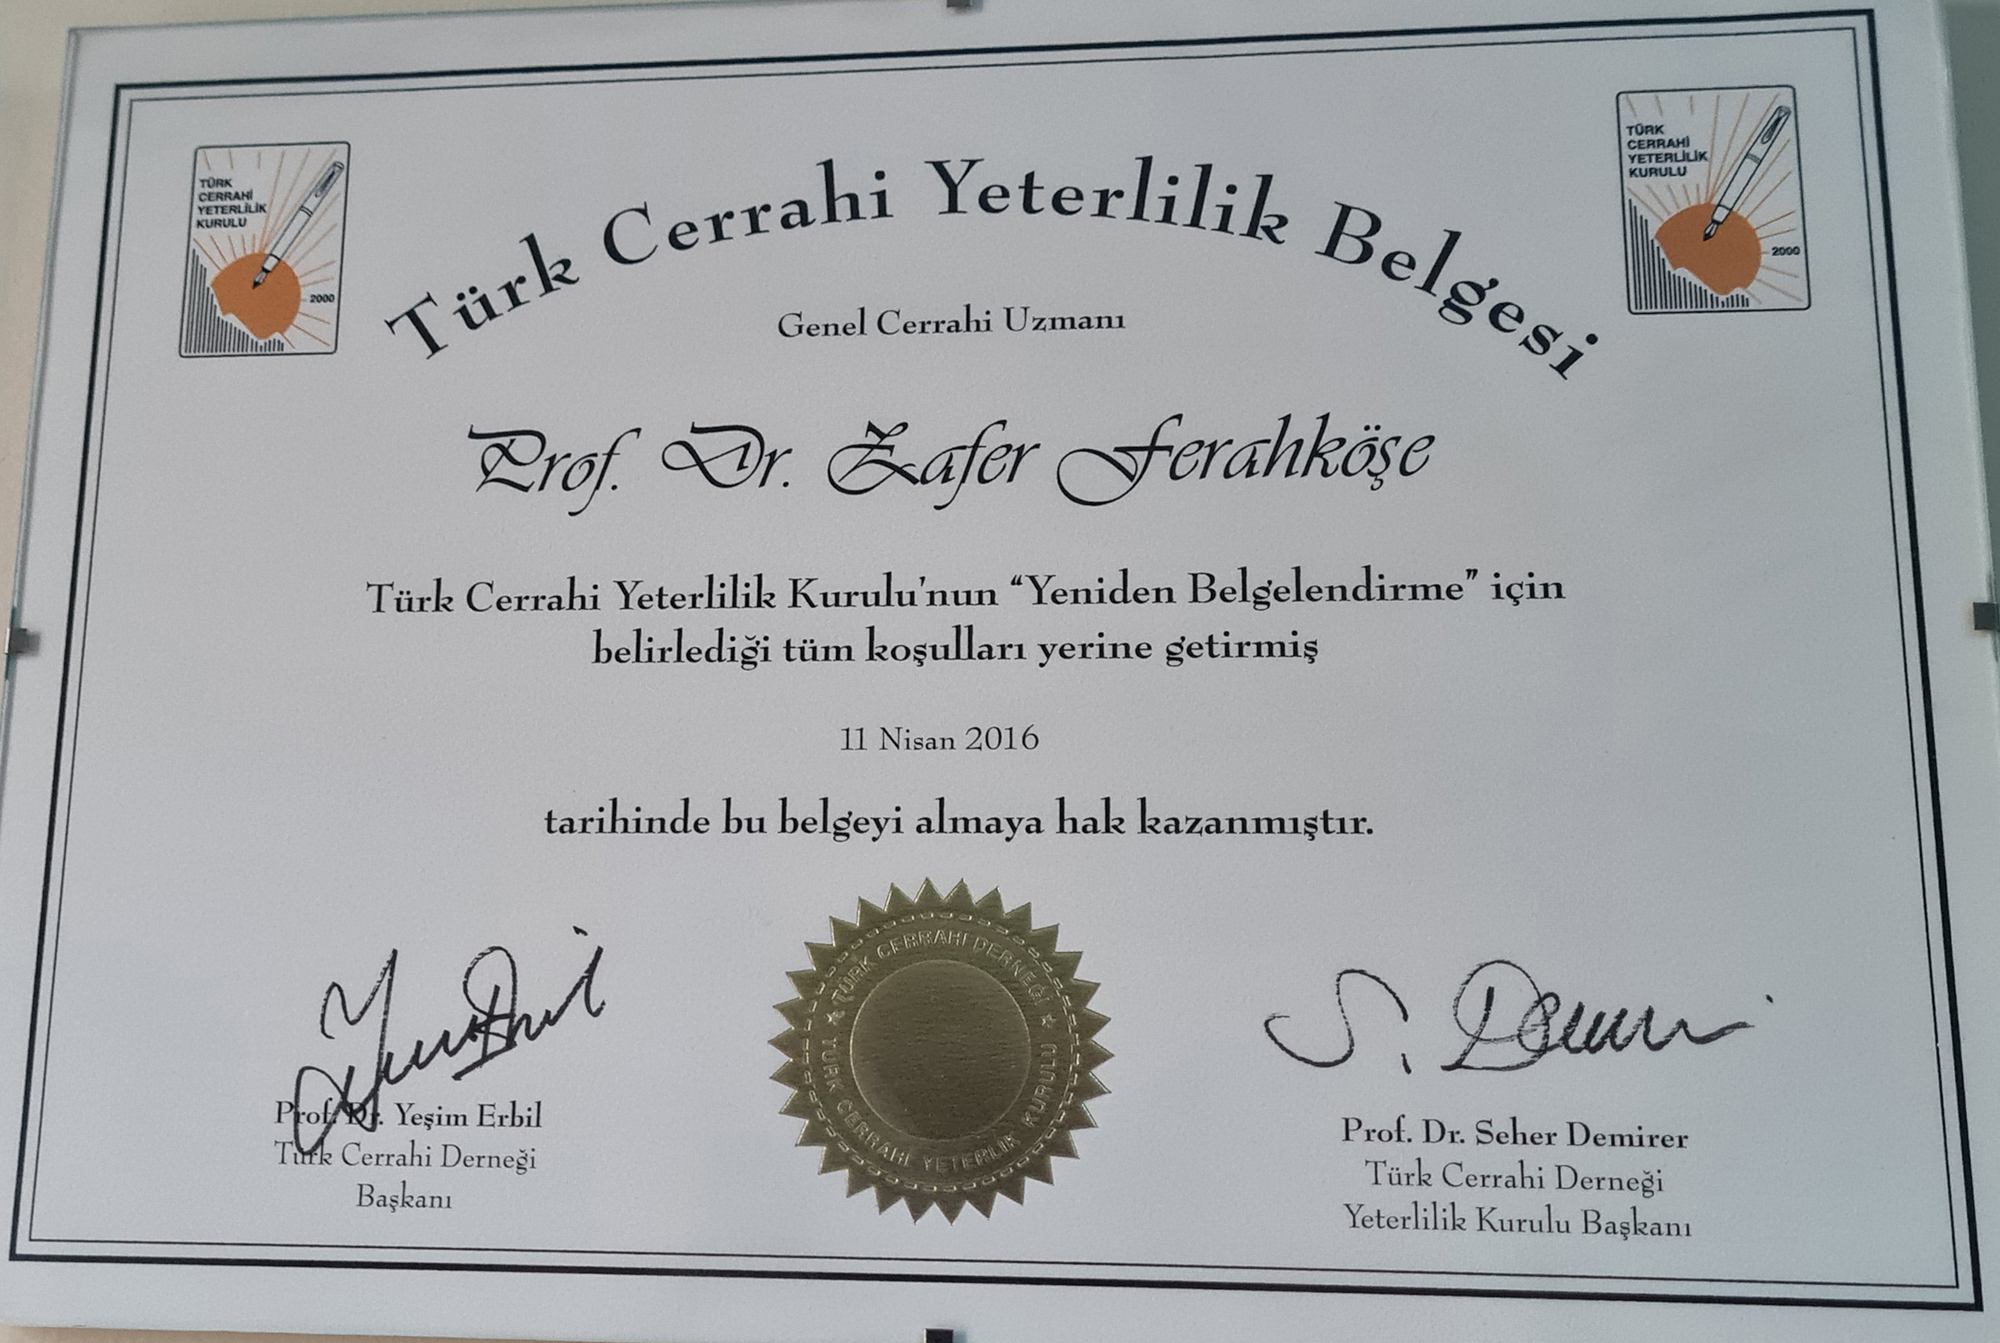 TÜRK
CERRAHİ
YETERLİLİK
KURULU
2000
TÜRK
CERRAHİ
YETERLİLİK
KURULU
2000
Türk Cerrahi Yeterlilik Belgesi
Genel Cerrahi Uzmanı
Prof. Dr. Zafer Ferahköşe
Türk Cerrahi Yeterlilik Kurulu'nun “Yeniden Belgelendirme” için
belirlediği tüm koşulları yerine getirmiş
11 Nisan 2016
tarihinde bu belgeyi almaya hak kazanmıştır.
TÜRK CERRAHİ DERNEĞİ
TÜRK CERRAHİ YETERLİK KURULU
Prof. Dr. Yeşim Erbil
Türk Cerrahi Derneği
Başkanı
S. Demirer
Prof. Dr. Seher Demirer
Türk Cerrahi Derneği
Yeterlilik Kurulu Başkanı